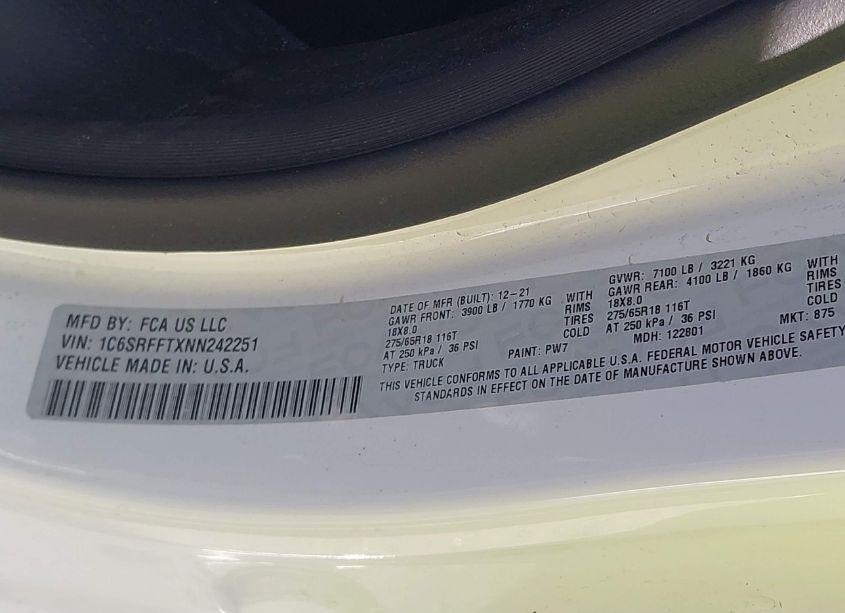 MFD BY: FCA US LLC
VIN: 1C6SRFFTXNN242251
VEHICLE MADE IN: U.S.A.
DATE OF MFR (BUILT): 12-21
GAWR FRONT: 3900 LB / 1770 KG WITH
18X8.0 RIMS
275/65R18 116T TIRES
AT 250 kPa / 36 PSI COLD
TYPE: TRUCK PAINT: PW7
GVWR: 7100 LB / 3221 KG
GAWR REAR: 4100 LB / 1860 KG WITH
18X8.0 RIMS
275/65R18 116T TIRES
AT 250 kPa / 36 PSI COLD
MDH: 122801 MKT: 875
THIS VEHICLE CONFORMS TO ALL APPLICABLE U.S.A. FEDERAL MOTOR VEHICLE SAFETY
STANDARDS IN EFFECT ON THE DATE OF MANUFACTURE SHOWN ABOVE.